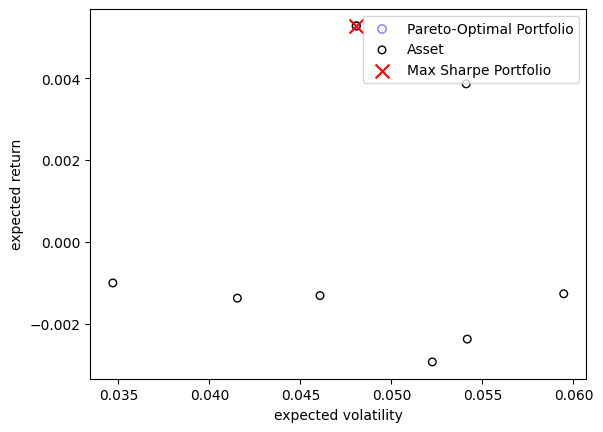 Pareto-Optimal Portfolio
Asset
Max Sharpe Portfolio
0.004
0.002
0.000
−0.002
expected return
0.035 0.040 0.045 0.050 0.055 0.060
expected volatility